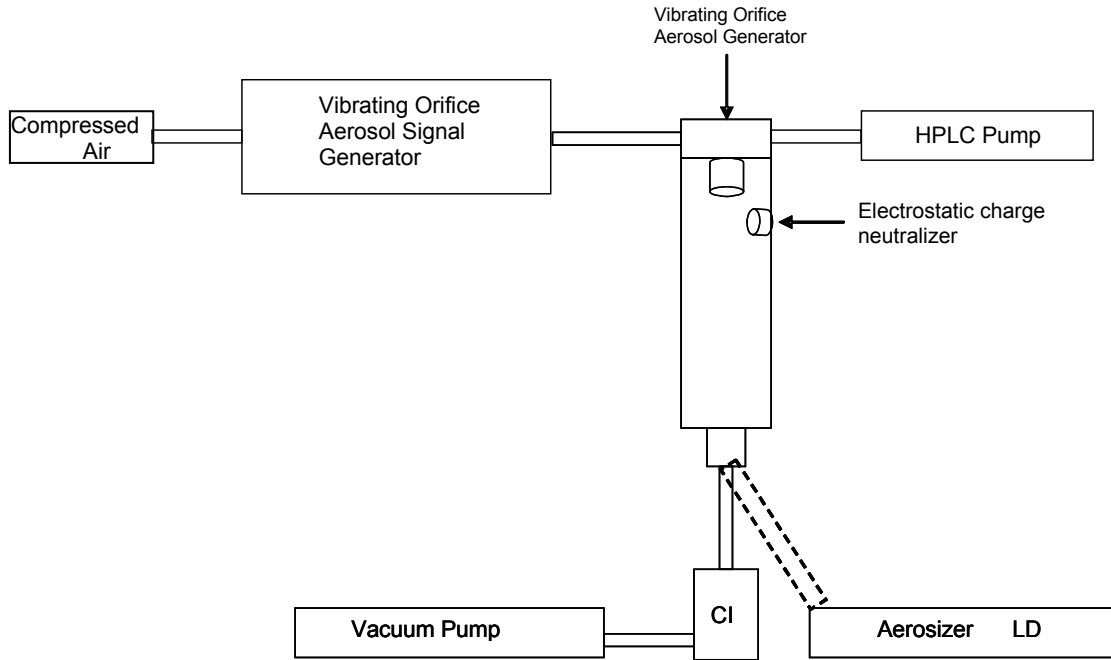 Vibrating Orifice
Aerosol Generator
Compressed
Air
Vibrating Orifice
Aerosol Signal
Generator
HPLC Pump
Electrostatic charge
neutralizer
Vacuum Pump
CI
Aerosizer LD